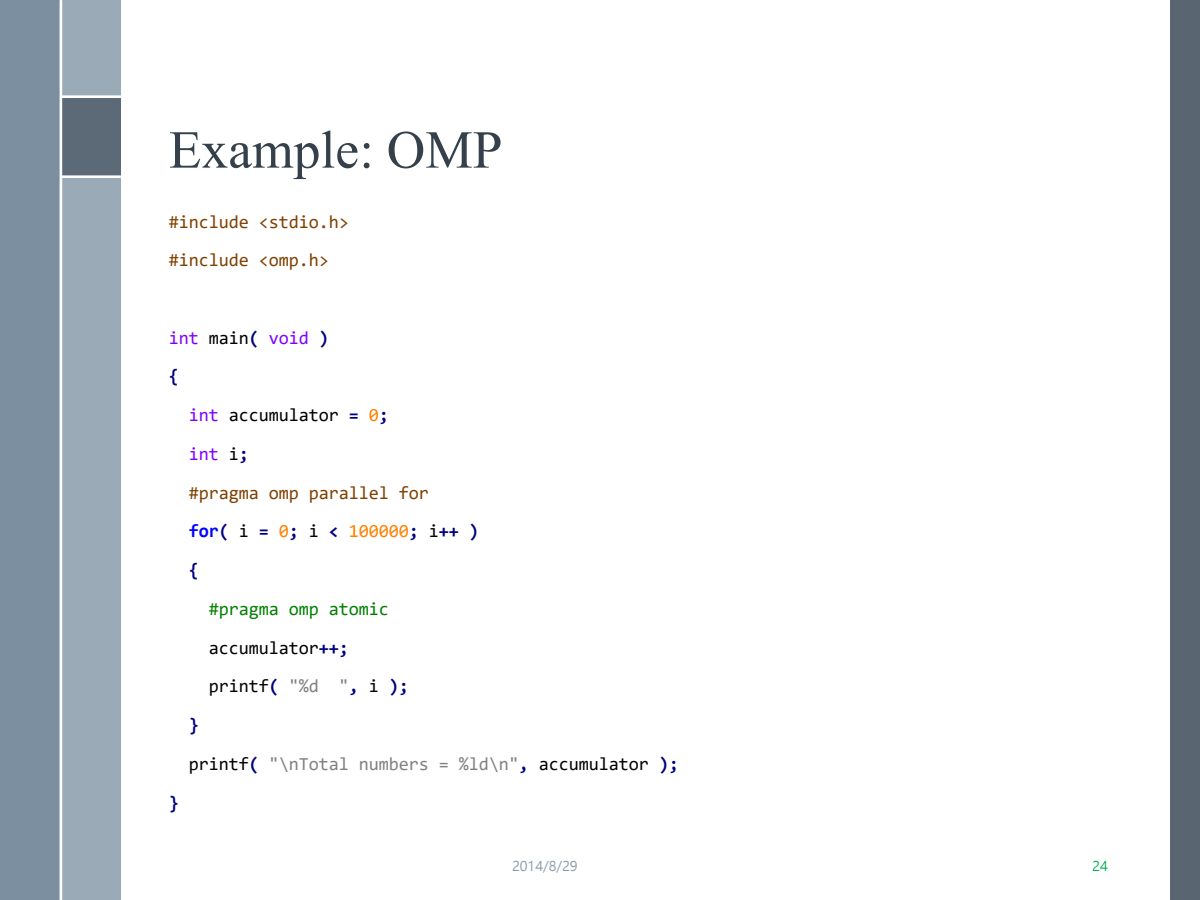 Example: OMP
#include <stdio.h>
#include <omp.h>
int main( void )
{
int accumulator = 0;
int i;
#pragma omp parallel for
for( i = 0; i < 100000; i++ )
{
#pragma omp atomic
accumulator++;
printf( "%d  ", i );
}
printf( "\nTotal numbers = %ld\n", accumulator );
}
2014/8/29
24